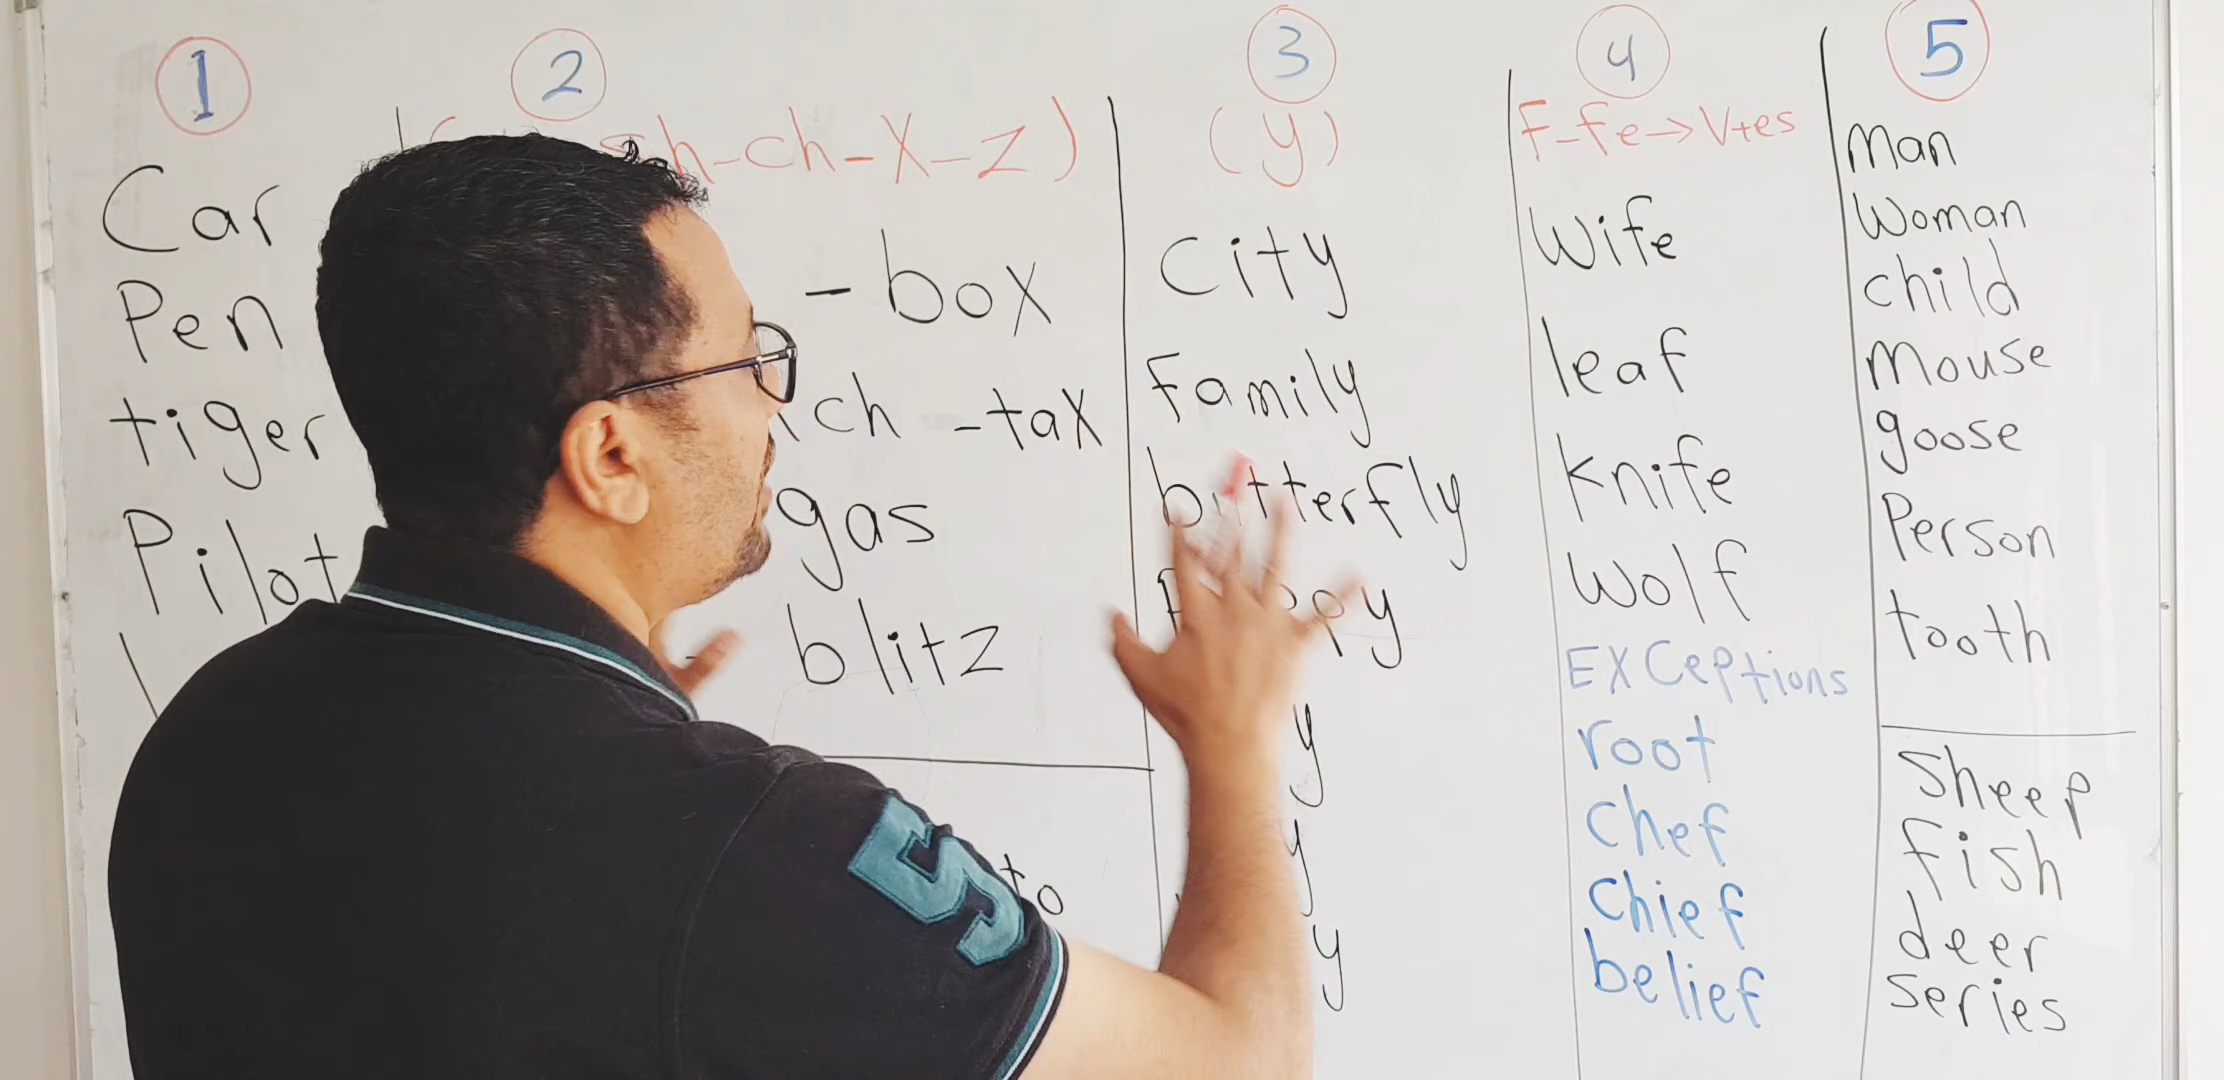 1
Car
Pen
tiger
Pilot
2
h-ch-X-z)
- box
ch - tax
gas
blitz
to
3
(y)
City
Family
butterfly
y
y
y
4
F-fe→V+es
Wife
leaf
Knife
Wolf
EXCeptions
root
Chef
Chief
belief
5
Man
Woman
child
Mouse
goose
Person
tooth
Sheep
fish
deer
series